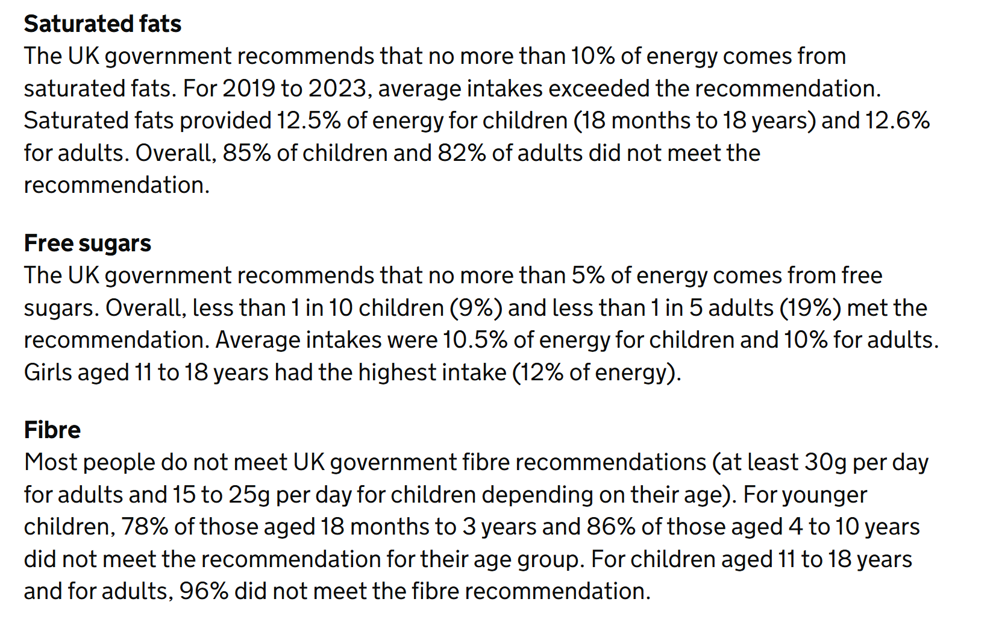 Saturated fats
The UK government recommends that no more than 10% of energy comes from
saturated fats. For 2019 to 2023, average intakes exceeded the recommendation.
Saturated fats provided 12.5% of energy for children (18 months to 18 years) and 12.6%
for adults. Overall, 85% of children and 82% of adults did not meet the
recommendation.
Free sugars
The UK government recommends that no more than 5% of energy comes from free
sugars. Overall, less than 1 in 10 children (9%) and less than 1 in 5 adults (19%) met the
recommendation. Average intakes were 10.5% of energy for children and 10% for adults.
Girls aged 11 to 18 years had the highest intake (12% of energy).
Fibre
Most people do not meet UK government fibre recommendations (at least 30g per day
for adults and 15 to 25g per day for children depending on their age). For younger
children, 78% of those aged 18 months to 3 years and 86% of those aged 4 to 10 years
did not meet the recommendation for their age group. For children aged 11 to 18 years
and for adults, 96% did not meet the fibre recommendation.